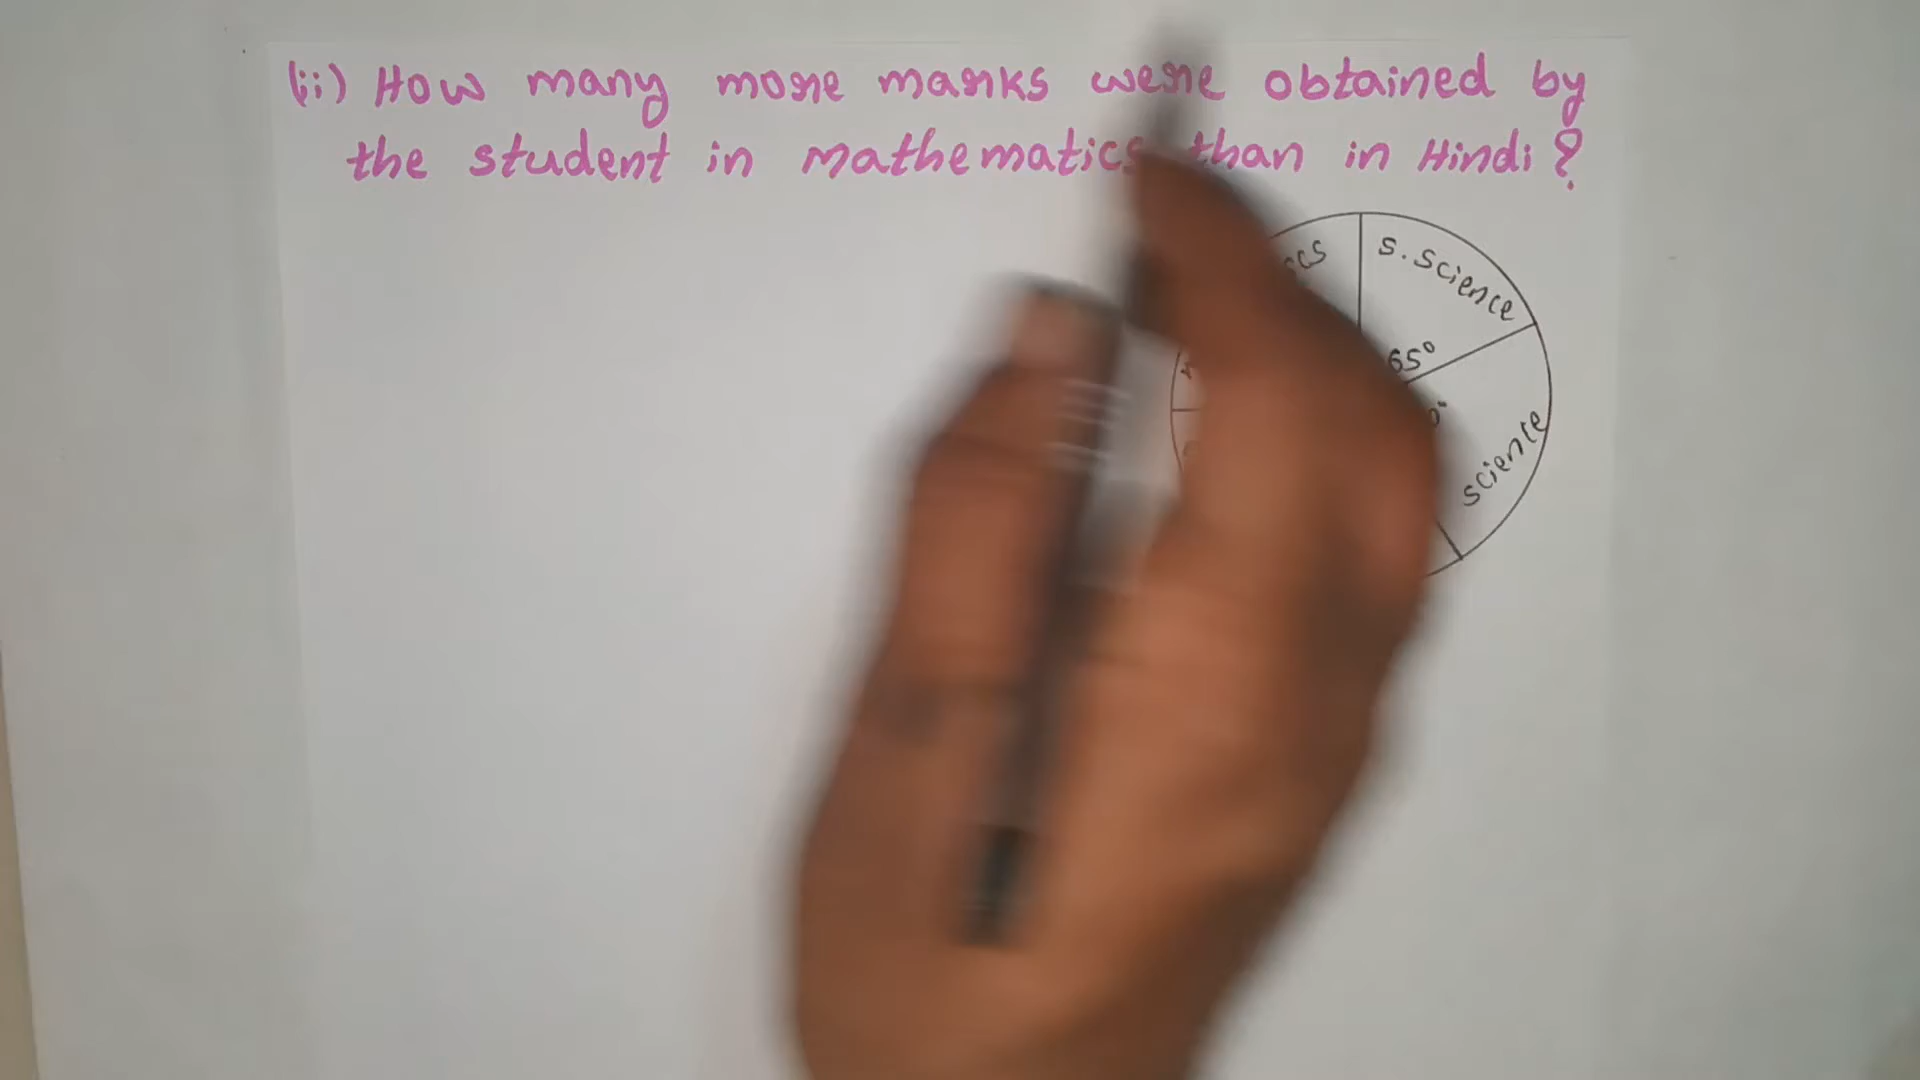 (ii) How many more marks were obtained by
the student in Mathematics than in Hindi?
S. Science
65°
Science